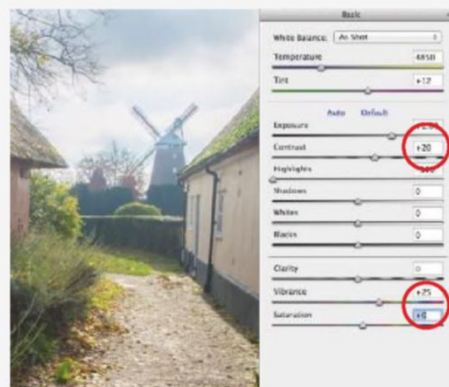 Basic
White Balance: As Shot
Temperature 4850
Tint +12
Auto Default
Exposure
Contrast +20
Highlights
Shadows 0
Whites 0
Blacks 0
Clarity 0
Vibrance +25
Saturation